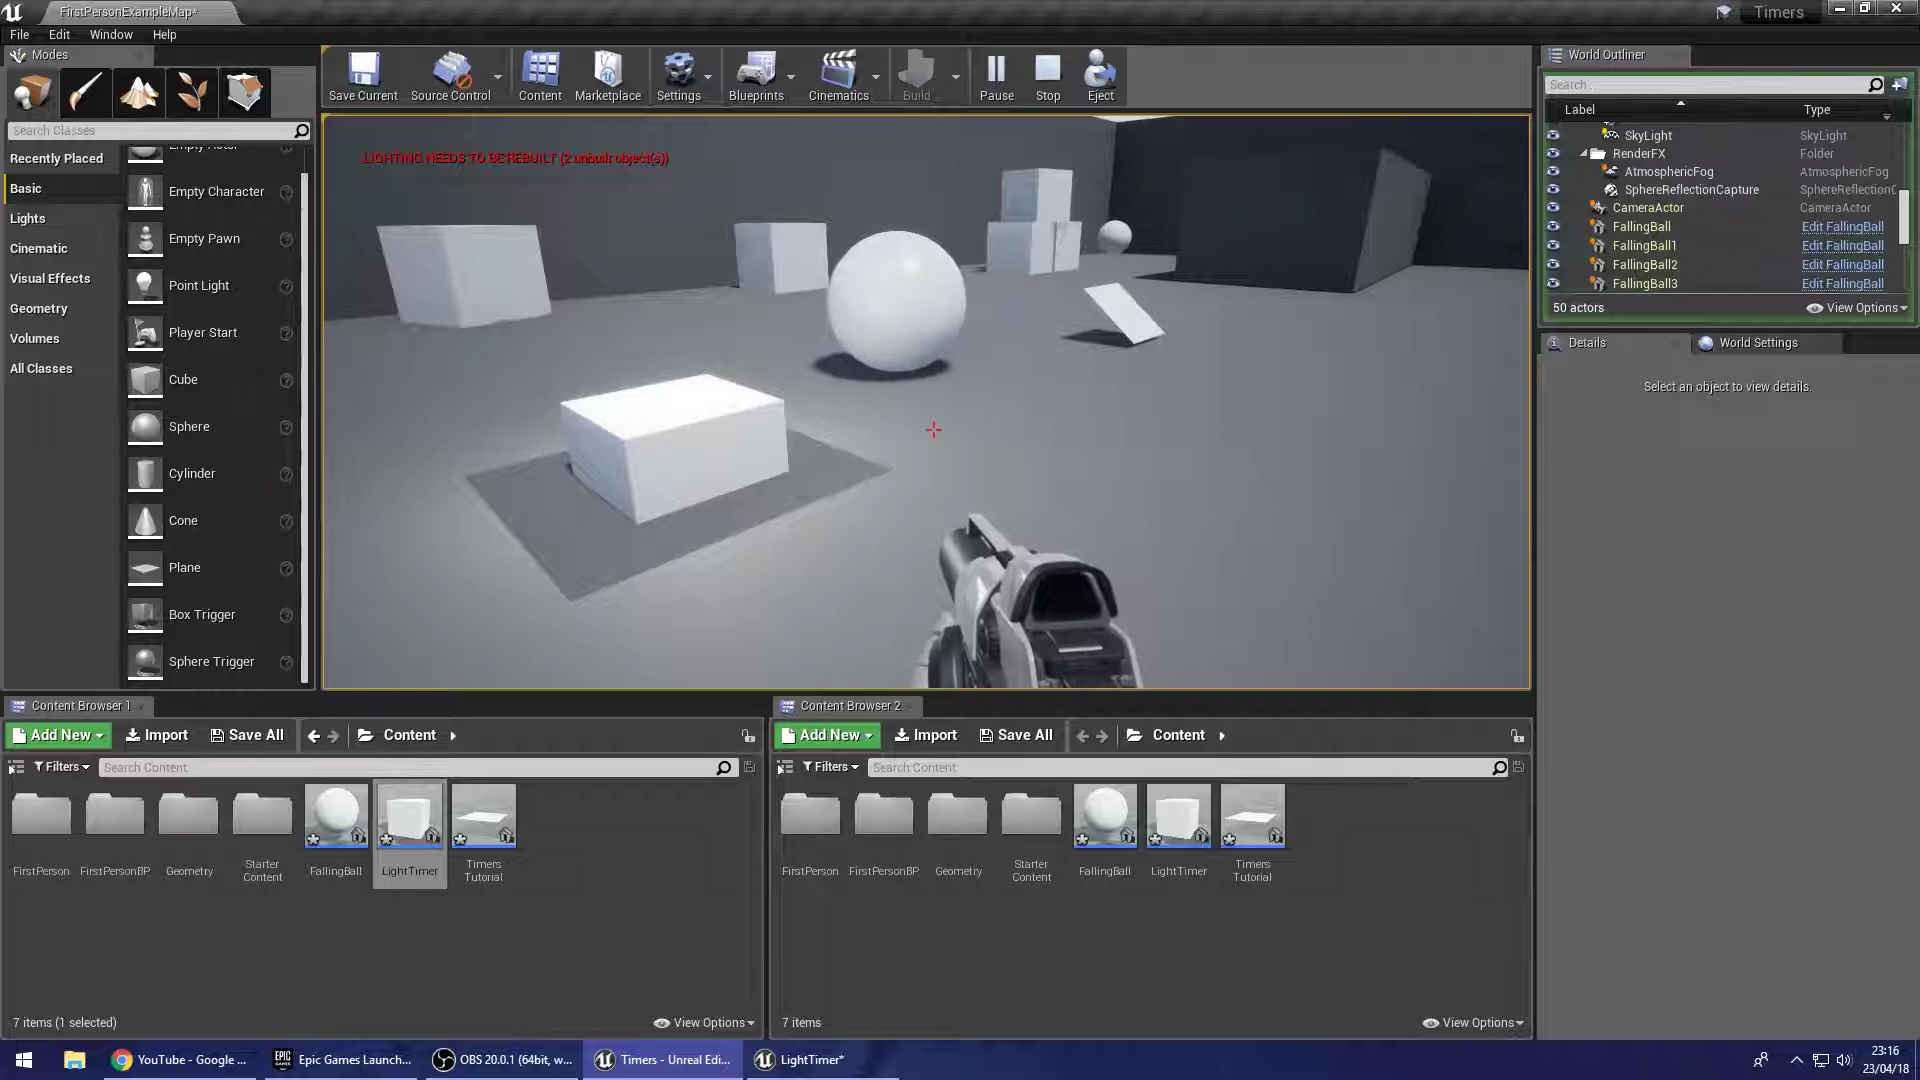 FirstPersonExampleMap*
Timers
File Edit Window Help
Modes
Save Current
Source Control
Content
Marketplace
Settings
Blueprints
Cinematics
Build
Pause
Stop
Eject
Search Classes
Recently Placed
Basic
Lights
Cinematic
Visual Effects
Geometry
Volumes
All Classes
Empty Actor
Empty Character
Empty Pawn
Point Light
Player Start
Cube
Sphere
Cylinder
Cone
Plane
Box Trigger
Sphere Trigger
LIGHTING NEEDS TO BE REBUILT (2 unbuilt object(s))
World Outliner
Search...
Label Type
SkyLight SkyLight
RenderFX Folder
AtmosphericFog AtmosphericFog
SphereReflectionCapture SphereReflectionC
CameraActor CameraActor
FallingBall Edit FallingBall
FallingBall1 Edit FallingBall
FallingBall2 Edit FallingBall
FallingBall3 Edit FallingBall
50 actors View Options
Details World Settings
Select an object to view details.
Content Browser 1
Add New Import Save All Content
Filters Search Content
FirstPerson
FirstPersonBP
Geometry
Starter
Content
FallingBall
LightTimer
Timers
Tutorial
7 items (1 selected) View Options
Content Browser 2
Add New Import Save All Content
Filters Search Content
FirstPerson
FirstPersonBP
Geometry
Starter
Content
FallingBall
LightTimer
Timers
Tutorial
7 items View Options
YouTube - Google ...
EPIC GAMES
Epic Games Launch...
OBS 20.0.1 (64bit, w...
Timers - Unreal Edi...
LightTimer*
23:16
23/04/18